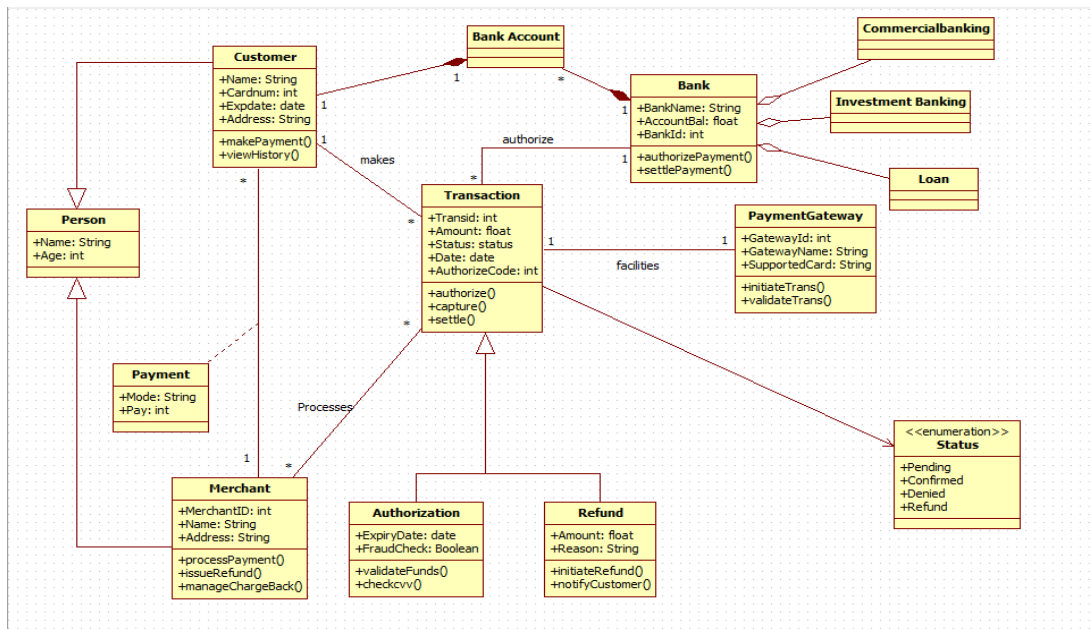 Customer
+Name: String
+Cardnum: int
+Expdate: date
+Address: String
+makePayment()
+viewHistory()
Bank Account
Commercialbanking
Bank
+BankName: String
+AccountBal: float
+BankId: int
+authorizePayment()
+settlePayment()
Investment Banking
Loan
1
1
*
1
authorize
1
*
1
makes
*
*
Person
+Name: String
+Age: int
Transaction
+Transid: int
+Amount: float
+Status: status
+Date: date
+AuthorizeCode: int
+authorize()
+capture()
+settle()
1
1
facilities
PaymentGateway
+GatewayId: int
+GatewayName: String
+SupportedCard: String
+initiateTrans()
+validateTrans()
*
Payment
+Mode: String
+Pay: int
Processes
1
*
<<enumeration>>
Status
+Pending
+Confirmed
+Denied
+Refund
Merchant
+MerchantID: int
+Name: String
+Address: String
+processPayment()
+issueRefund()
+manageChargeBack()
Authorization
+ExpiryDate: date
+FraudCheck: Boolean
+validateFunds()
+checkcvv()
Refund
+Amount: float
+Reason: String
+initiateRefund()
+notifyCustomer()